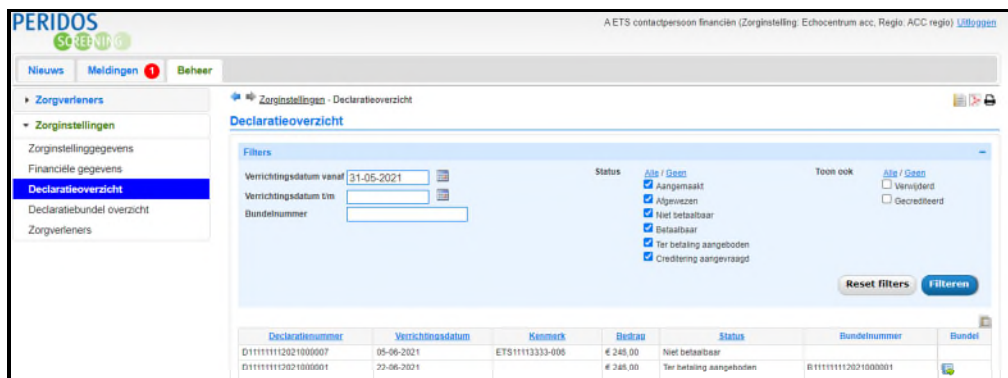 PERIDOS
SCREENING
A ETS contactpersoon financiën (Zorginstelling: Echocentrum acc, Regio: ACC regio) Uitloggen
Nieuws Meldingen 1 Beheer
Zorgverleners
Zorginstellingen
Zorginstellinggegevens
Financiële gegevens
Declaratieoverzicht
Declaratiebundel overzicht
Zorgverleners
Zorginstellingen - Declaratieoverzicht
Declaratieoverzicht
Filters
Verrichtingsdatum vanaf 31-05-2021
Verrichtingsdatum t/m
Bundelnummer
Status Alle / Geen
Aangemaakt
Afgewezen
Niet betaalbaar
Betaalbaar
Ter betaling aangeboden
Creditering aangevraagd
Toon ook Alle / Geen
Verwijderd
Gecrediteerd
Reset filters Filteren
Declaratienummer Verrichtingsdatum Kenmerk Bedrag Status Bundelnummer Bundel
D111111112021000007 05-06-2021 ETS11113333-006 € 246,00 Niet betaalbaar
D111111112021000001 22-06-2021 € 246,00 Ter betaling aangeboden B111111112021000001